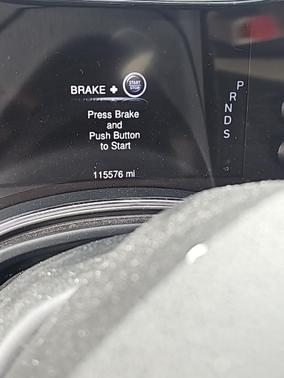 BRAKE + START STOP
Press Brake
and
Push Button
to Start
115576 mi
P
R
N
D
S